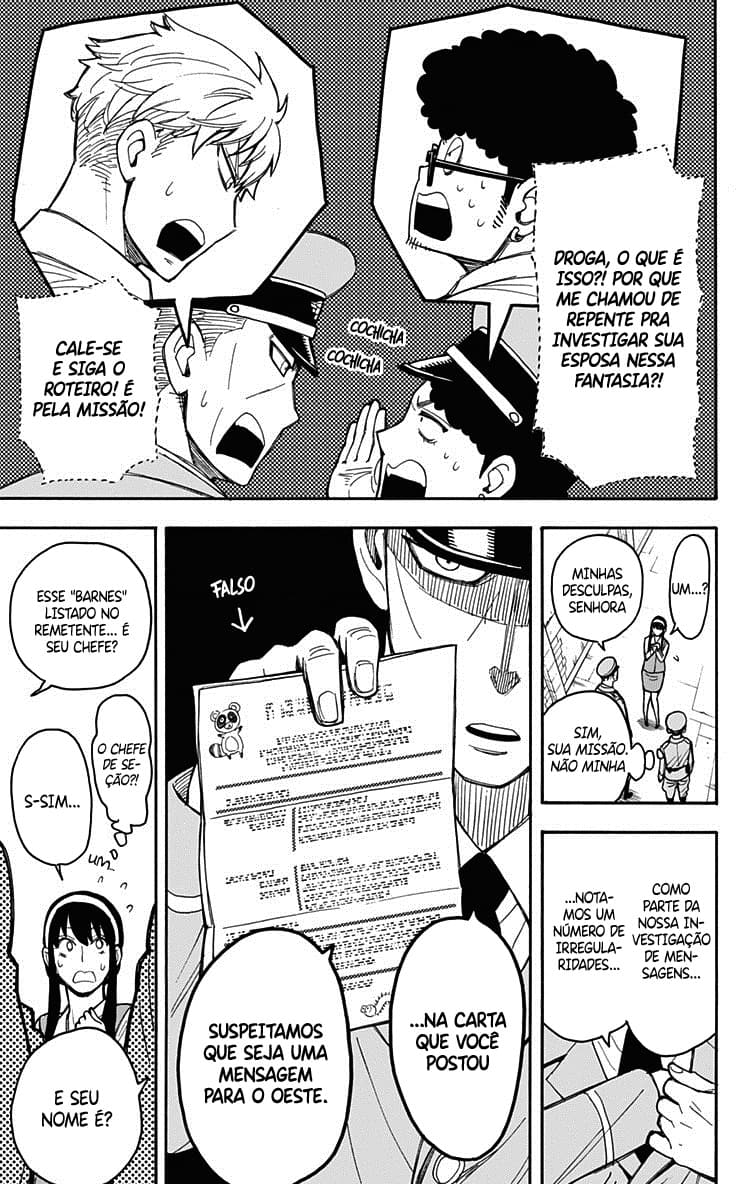 DROGA, O QUE É
ISSO?! POR QUE
ME CHAMOU DE
REPENTE PRA
INVESTIGAR SUA
ESPOSA NESSA
FANTASIA?!
COCHICHA
COCHICHA
CALE-SE
E SIGA O
ROTEIRO! É
PELA MISSÃO!
UM...?
MINHAS
DESCULPAS,
SENHORA
SIM,
SUA MISSÃO.
NÃO MINHA
COMO
PARTE DA
NOSSA IN-
VESTIGAÇÃO
DE MEN-
SAGENS...
...NOTA-
MOS UM
NÚMERO DE
IRREGULA-
RIDADES...
FALSO
...NA CARTA
QUE VOCÊ
POSTOU
SUSPEITAMOS
QUE SEJA UMA
MENSAGEM
PARA O OESTE.
ESSE "BARNES"
LISTADO NO
REMETENTE... É
SEU CHEFE?
O CHEFE
DE SE-
ÇÃO?!
S-SIM...
UM
E SEU
NOME É?